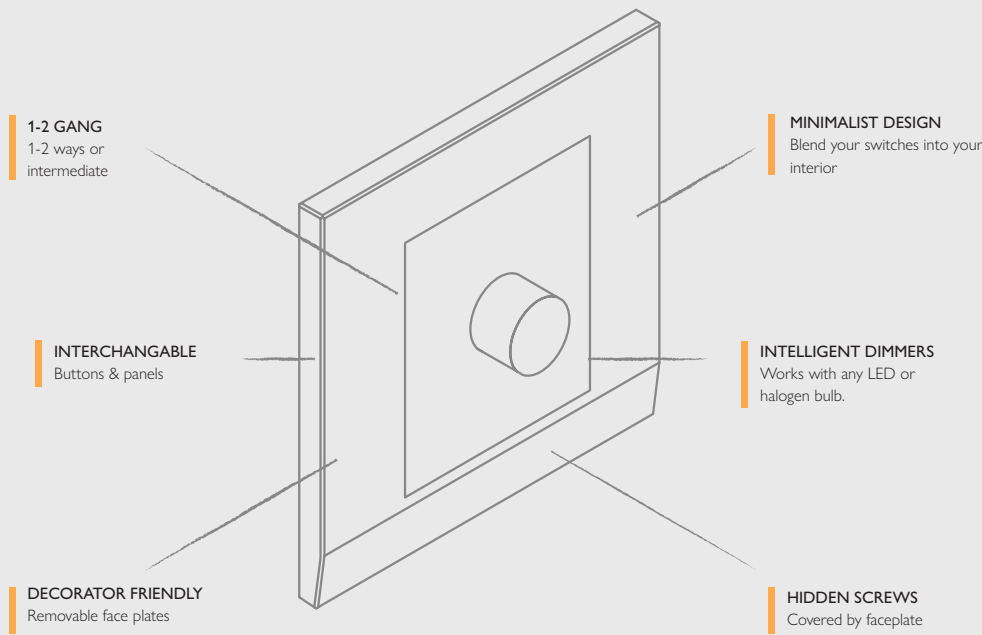 1-2 GANG
1-2 ways or
intermediate
MINIMALIST DESIGN
Blend your switches into your
interior
INTERCHANGABLE
Buttons & panels
INTELLIGENT DIMMERS
Works with any LED or
halogen bulb.
DECORATOR FRIENDLY
Removable face plates
HIDDEN SCREWS
Covered by faceplate